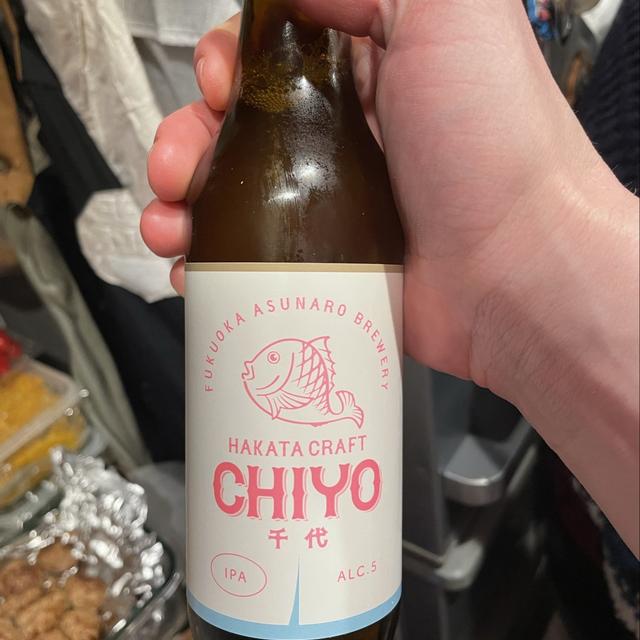 FUKUOKA ASUNARO BREWERY
HAKATA CRAFT
CHIYO
千代
IPA
ALC.5